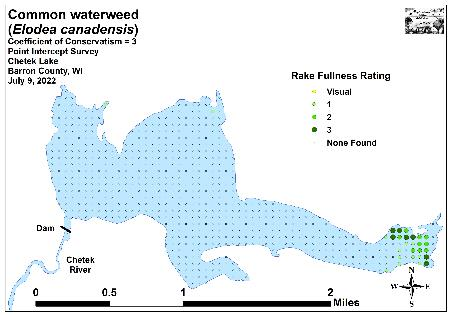 Common waterweed
(Elodea canadensis)
Coefficient of Conservatism = 3
Point Intercept Survey
Chetek Lake
Barron County, WI
July 9, 2022
Rake Fullness Rating
Visual
1
2
3
None Found
Dam
Chetek
River
N
W E
S
0 0.5 1 2
Miles